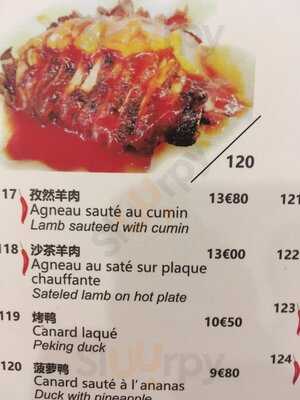 120
117 孜然羊肉 13€80 121
Agneau sauté au cumin
Lamb sauteed with cumin
118 沙茶羊肉 13€00 122
Agneau au saté sur plaque
chauffante
Sateled lamb on hot plate
119 烤鸭 10€50 123
Canard laqué
Peking duck
120 菠萝鸭 9€80 124
Canard sauté à l'ananas
Duck with pineapple